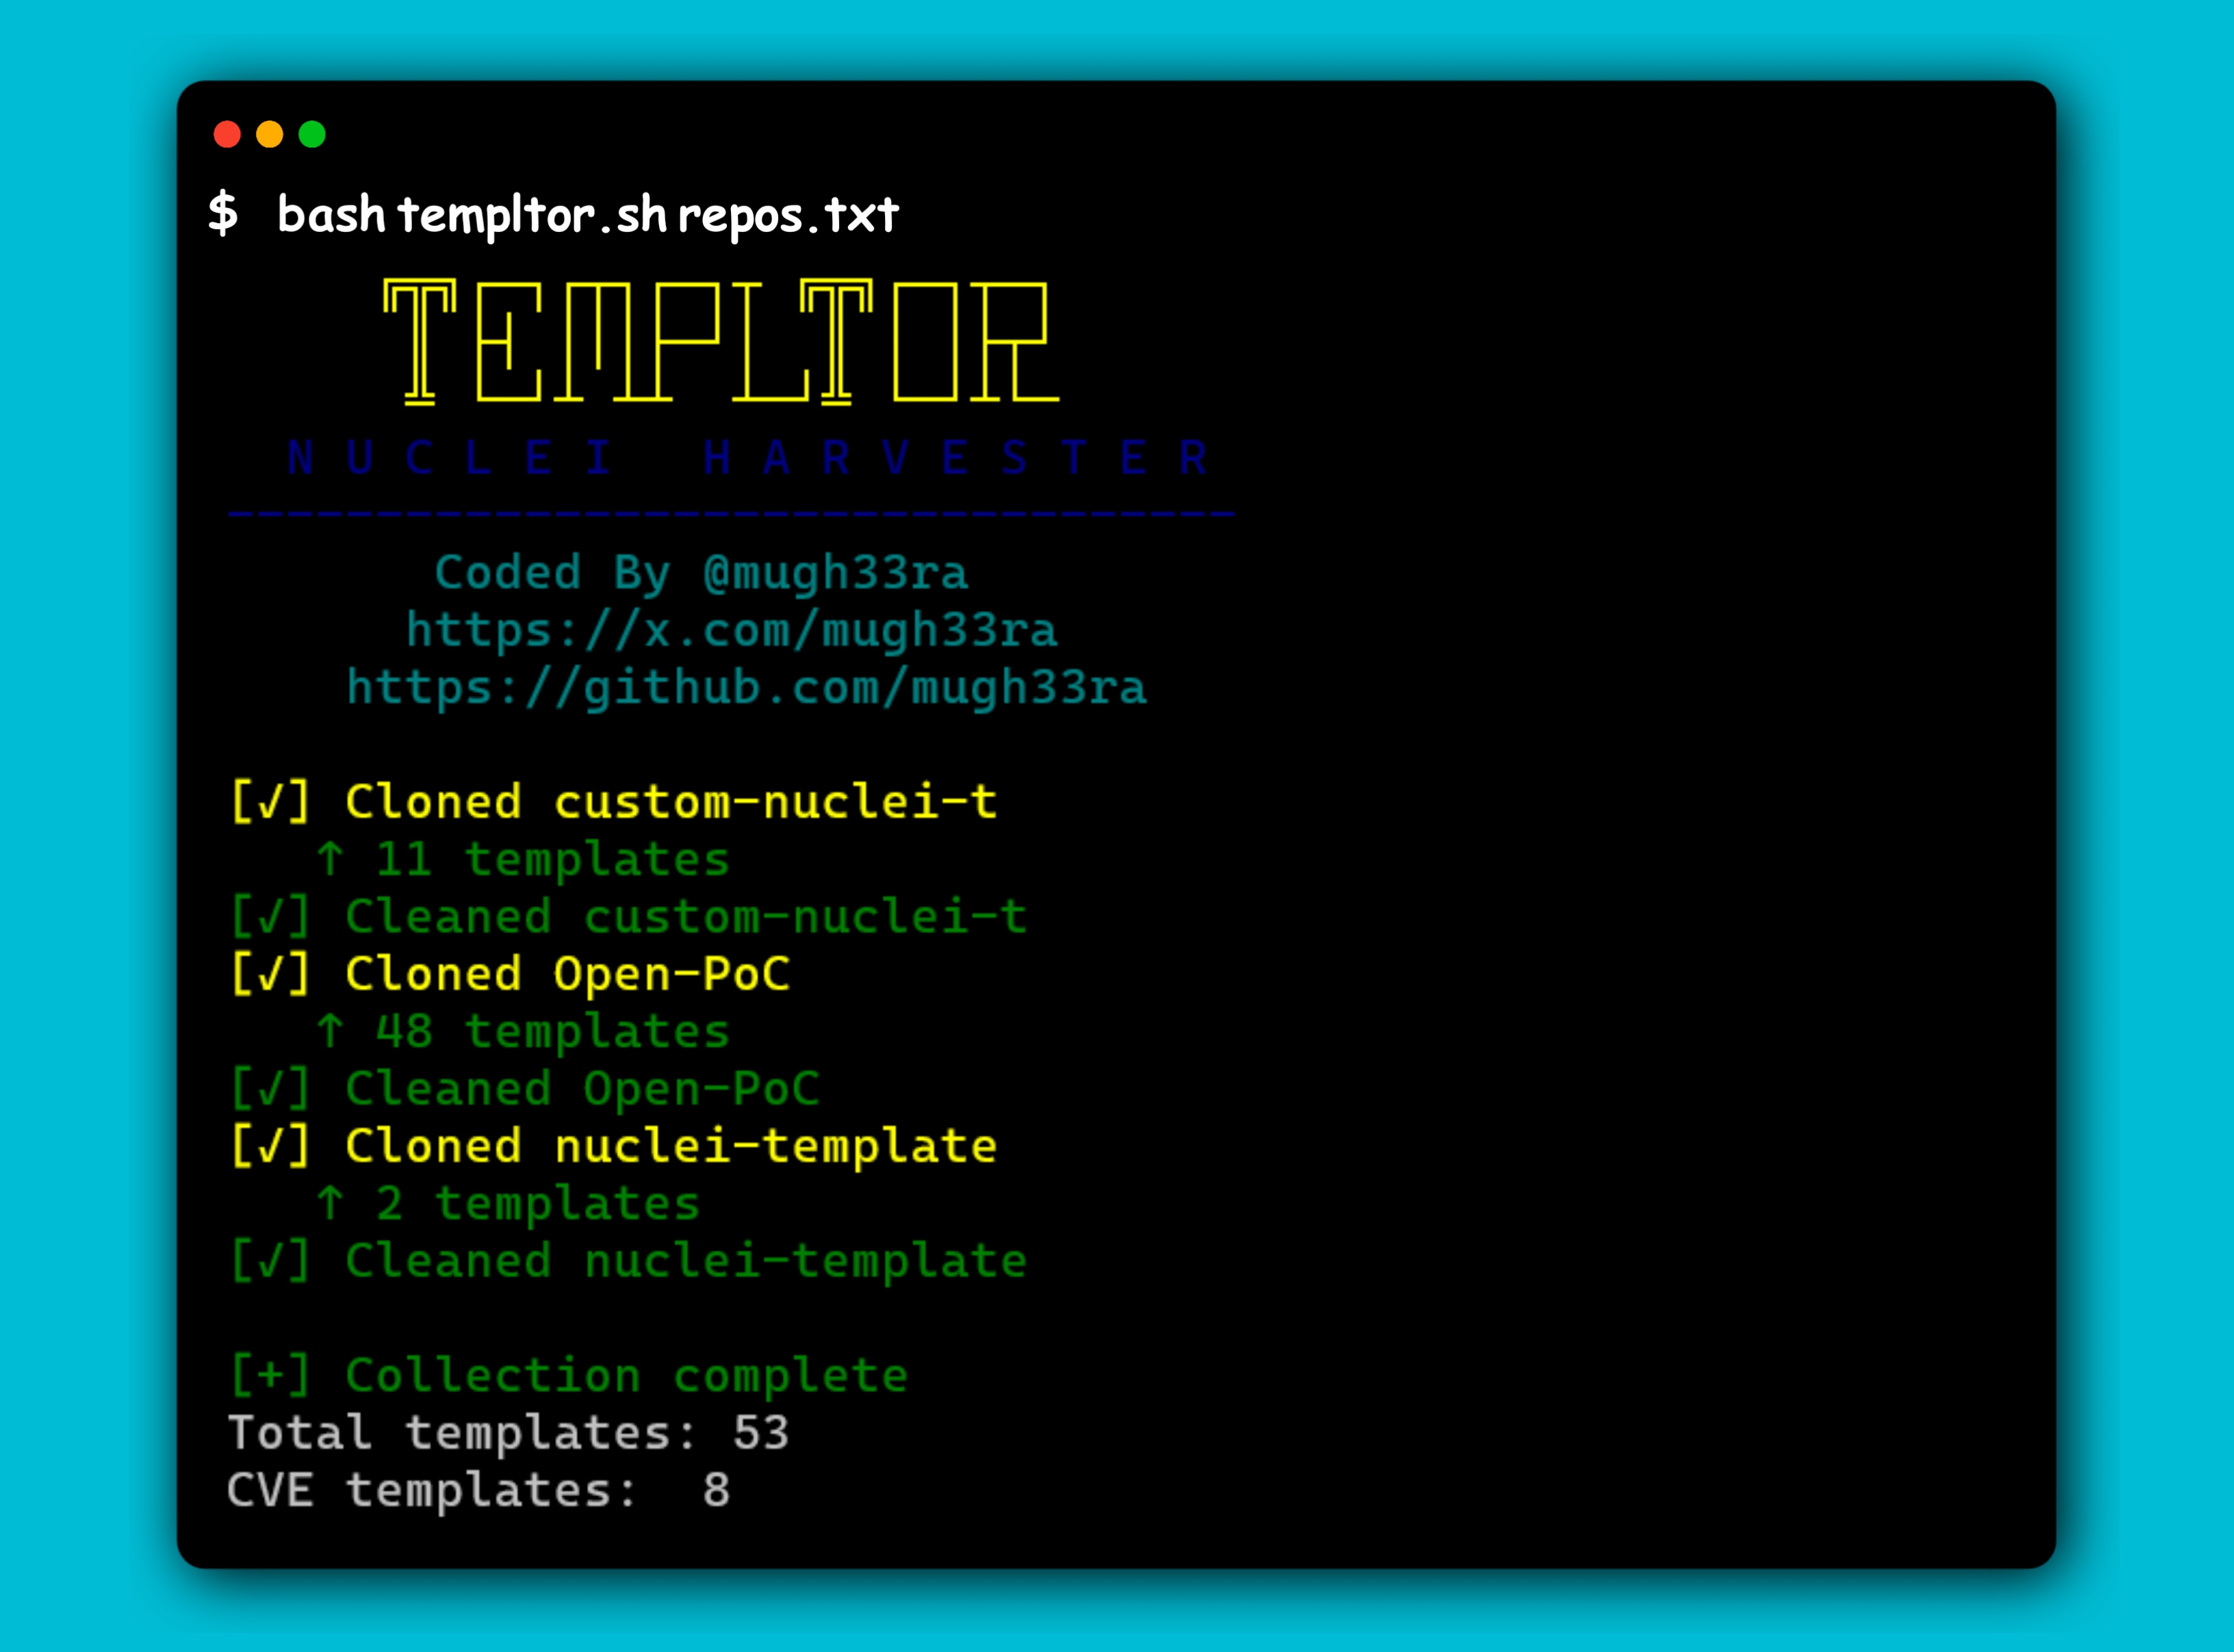 $ bash templtor.sh repos.txt
TEMPLTOR
N U C L E I   H A R V E S T E R
----------------------------------
Coded By @mugh33ra
https://x.com/mugh33ra
https://github.com/mugh33ra
[√] Cloned custom-nuclei-t
↑ 11 templates
[√] Cleaned custom-nuclei-t
[√] Cloned Open-PoC
↑ 48 templates
[√] Cleaned Open-PoC
[√] Cloned nuclei-template
↑ 2 templates
[√] Cleaned nuclei-template
[+] Collection complete
Total templates: 53
CVE templates:  8